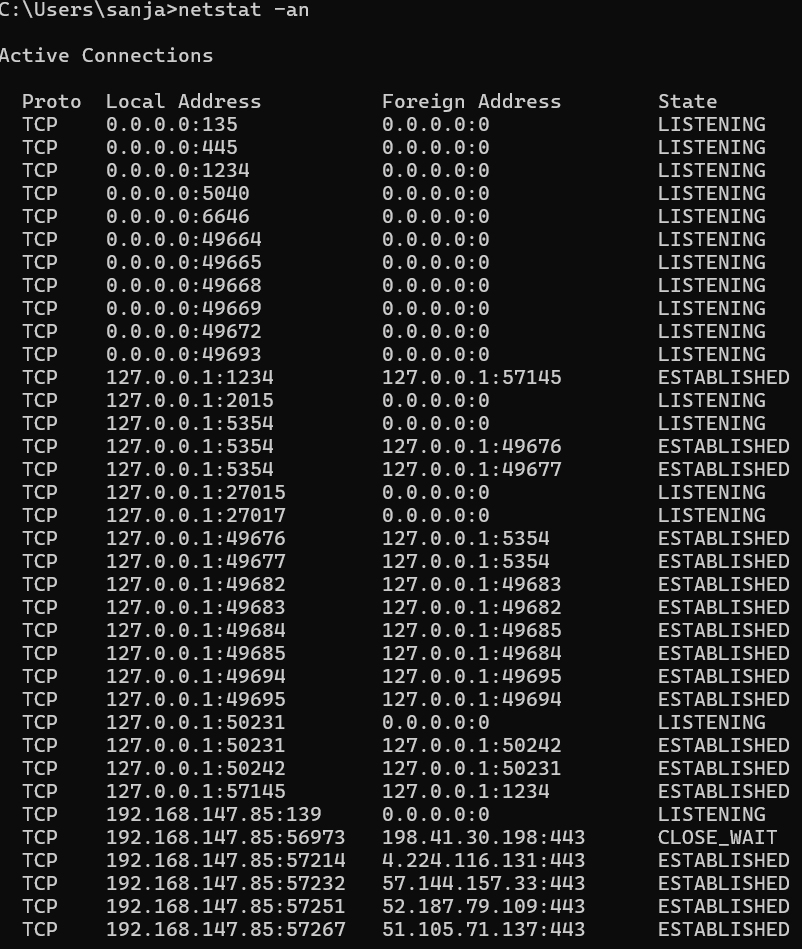 C:\Users\sanja>netstat -an
Active Connections
Proto  Local Address          Foreign Address        State
TCP    0.0.0.0:135            0.0.0.0:0              LISTENING
TCP    0.0.0.0:445            0.0.0.0:0              LISTENING
TCP    0.0.0.0:1234           0.0.0.0:0              LISTENING
TCP    0.0.0.0:5040           0.0.0.0:0              LISTENING
TCP    0.0.0.0:6646           0.0.0.0:0              LISTENING
TCP    0.0.0.0:49664          0.0.0.0:0              LISTENING
TCP    0.0.0.0:49665          0.0.0.0:0              LISTENING
TCP    0.0.0.0:49668          0.0.0.0:0              LISTENING
TCP    0.0.0.0:49669          0.0.0.0:0              LISTENING
TCP    0.0.0.0:49672          0.0.0.0:0              LISTENING
TCP    0.0.0.0:49693          0.0.0.0:0              LISTENING
TCP    127.0.0.1:1234         127.0.0.1:57145        ESTABLISHED
TCP    127.0.0.1:2015         0.0.0.0:0              LISTENING
TCP    127.0.0.1:5354         0.0.0.0:0              LISTENING
TCP    127.0.0.1:5354         127.0.0.1:49676        ESTABLISHED
TCP    127.0.0.1:5354         127.0.0.1:49677        ESTABLISHED
TCP    127.0.0.1:27015        0.0.0.0:0              LISTENING
TCP    127.0.0.1:27017        0.0.0.0:0              LISTENING
TCP    127.0.0.1:49676        127.0.0.1:5354         ESTABLISHED
TCP    127.0.0.1:49677        127.0.0.1:5354         ESTABLISHED
TCP    127.0.0.1:49682        127.0.0.1:49683        ESTABLISHED
TCP    127.0.0.1:49683        127.0.0.1:49682        ESTABLISHED
TCP    127.0.0.1:49684        127.0.0.1:49685        ESTABLISHED
TCP    127.0.0.1:49685        127.0.0.1:49684        ESTABLISHED
TCP    127.0.0.1:49694        127.0.0.1:49695        ESTABLISHED
TCP    127.0.0.1:49695        127.0.0.1:49694        ESTABLISHED
TCP    127.0.0.1:50231        0.0.0.0:0              LISTENING
TCP    127.0.0.1:50231        127.0.0.1:50242        ESTABLISHED
TCP    127.0.0.1:50242        127.0.0.1:50231        ESTABLISHED
TCP    127.0.0.1:57145        127.0.0.1:1234         ESTABLISHED
TCP    192.168.147.85:139     0.0.0.0:0              LISTENING
TCP    192.168.147.85:56973   198.41.30.198:443      CLOSE_WAIT
TCP    192.168.147.85:57214   4.224.116.131:443      ESTABLISHED
TCP    192.168.147.85:57232   57.144.157.33:443      ESTABLISHED
TCP    192.168.147.85:57251   52.187.79.109:443      ESTABLISHED
TCP    192.168.147.85:57267   51.105.71.137:443      ESTABLISHED